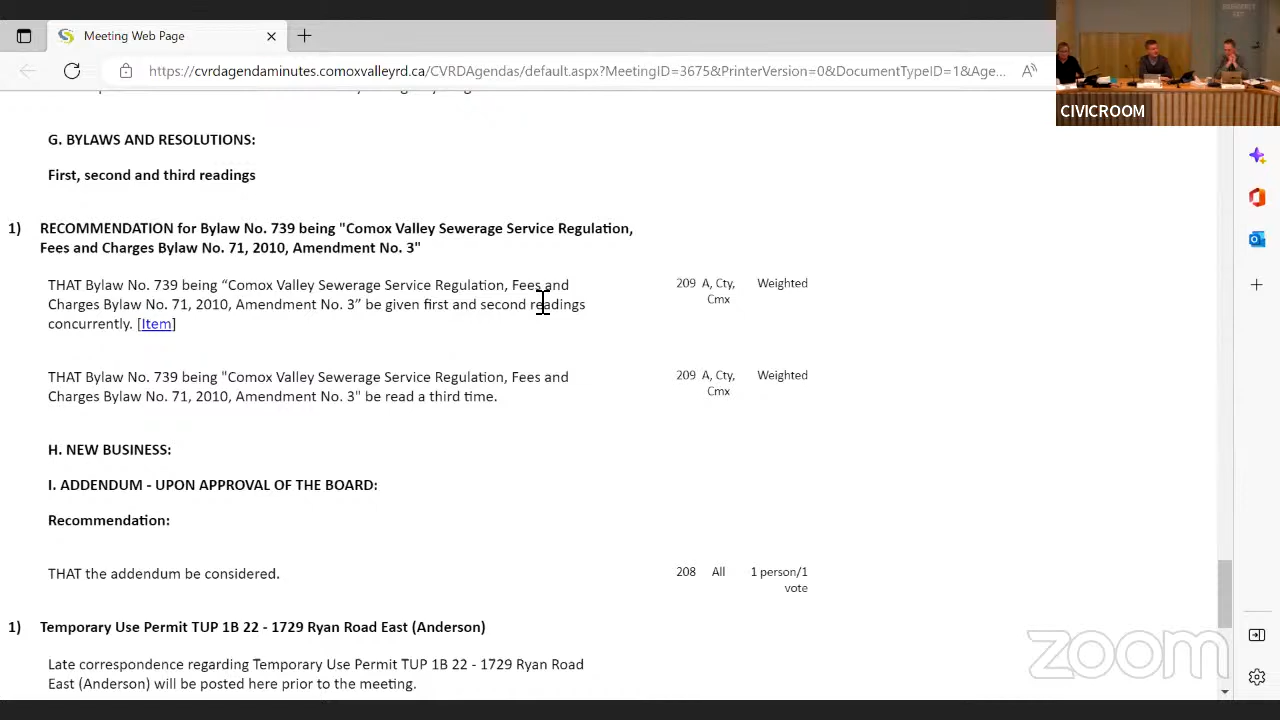 Meeting Web Page
https://cvrdagendaminutes.comoxvalleyrd.ca/CVRDAgendas/default.aspx?MeetingID=3675&PrinterVersion=0&DocumentTypeID=1&Age...
CIVICROOM
G. BYLAWS AND RESOLUTIONS:
First, second and third readings
1) RECOMMENDATION for Bylaw No. 739 being "Comox Valley Sewerage Service Regulation,
Fees and Charges Bylaw No. 71, 2010, Amendment No. 3"
THAT Bylaw No. 739 being “Comox Valley Sewerage Service Regulation, Fees and
Charges Bylaw No. 71, 2010, Amendment No. 3” be given first and second readings
concurrently. [Item]
209 A, Cty, Weighted
Cmx
THAT Bylaw No. 739 being "Comox Valley Sewerage Service Regulation, Fees and
Charges Bylaw No. 71, 2010, Amendment No. 3" be read a third time.
209 A, Cty, Weighted
Cmx
H. NEW BUSINESS:
I. ADDENDUM - UPON APPROVAL OF THE BOARD:
Recommendation:
THAT the addendum be considered.
208 All 1 person/1
vote
1) Temporary Use Permit TUP 1B 22 - 1729 Ryan Road East (Anderson)
Late correspondence regarding Temporary Use Permit TUP 1B 22 - 1729 Ryan Road
East (Anderson) will be posted here prior to the meeting.
zoom